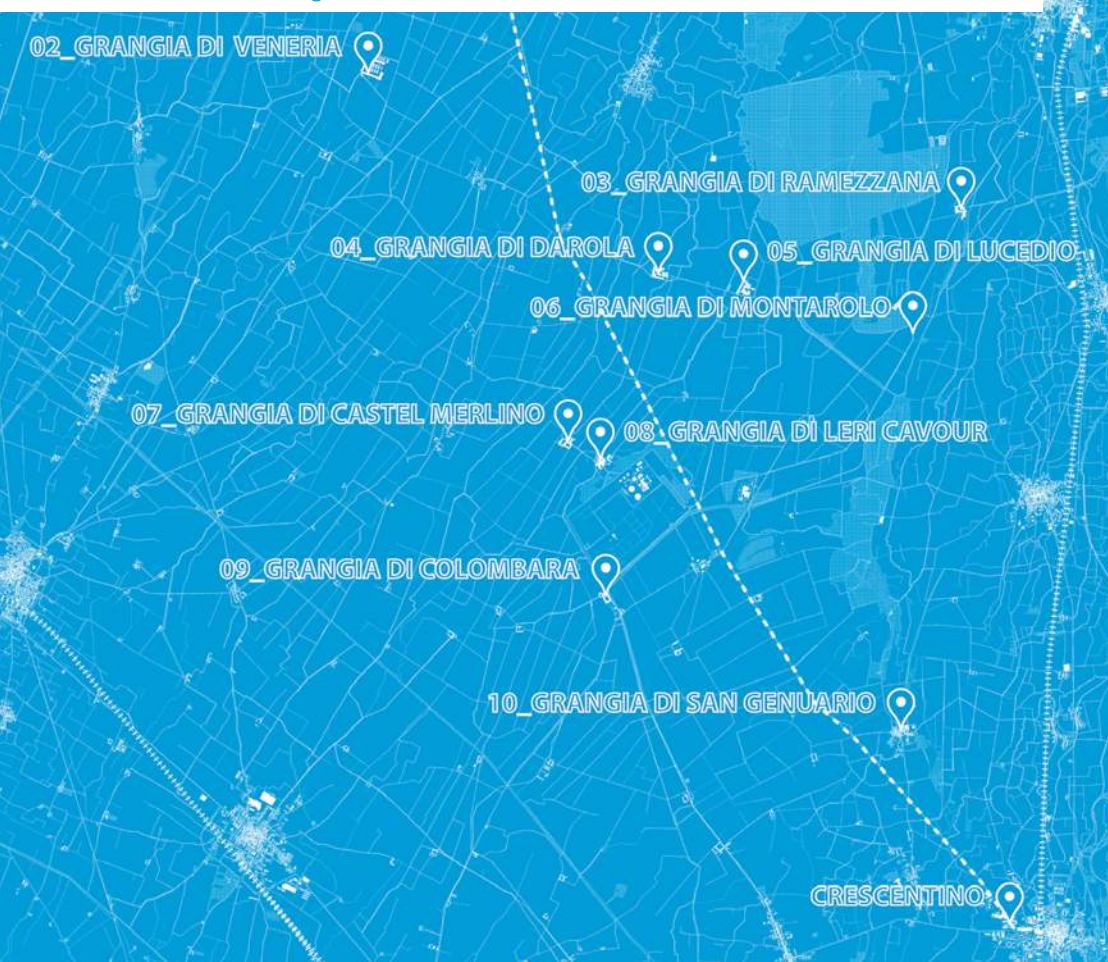 02_GRANGIA DI VENERIA
03_GRANGIA DI RAMEZZANA
04_GRANGIA DI DAROLA
05_GRANGIA DI LUCEDIO
06_GRANGIA DI MONTAROLO
07_GRANGIA DI CASTEL MERLINO
08_GRANGIA DI LERI CAVOUR
09_GRANGIA DI COLOMBARA
10_GRANGIA DI SAN GENUARIO
CRESCENTINO